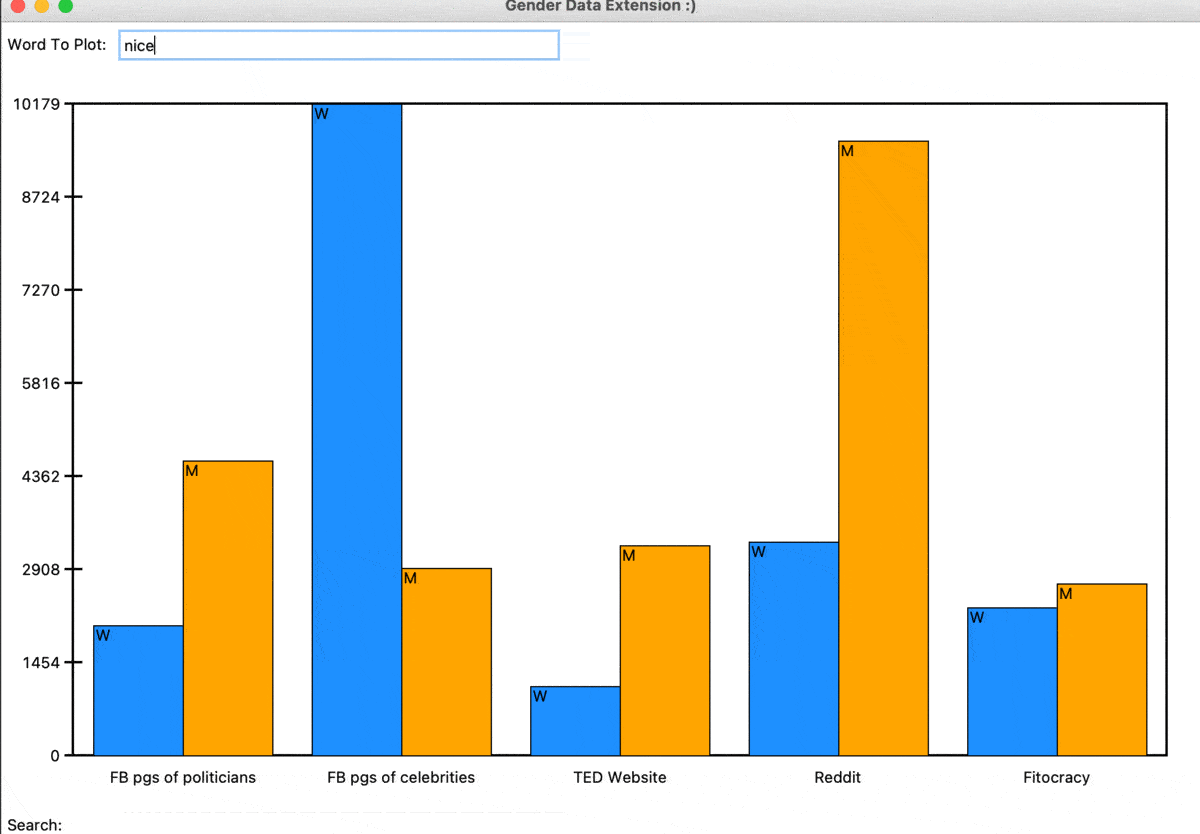 Gender Data Extension :)
Word To Plot: nice
10179
W
M
8724
7270
5816
M
4362
W
M
M
2908
M
W
W
1454
W
0
FB pgs of politicians FB pgs of celebrities TED Website Reddit Fitocracy
Search: